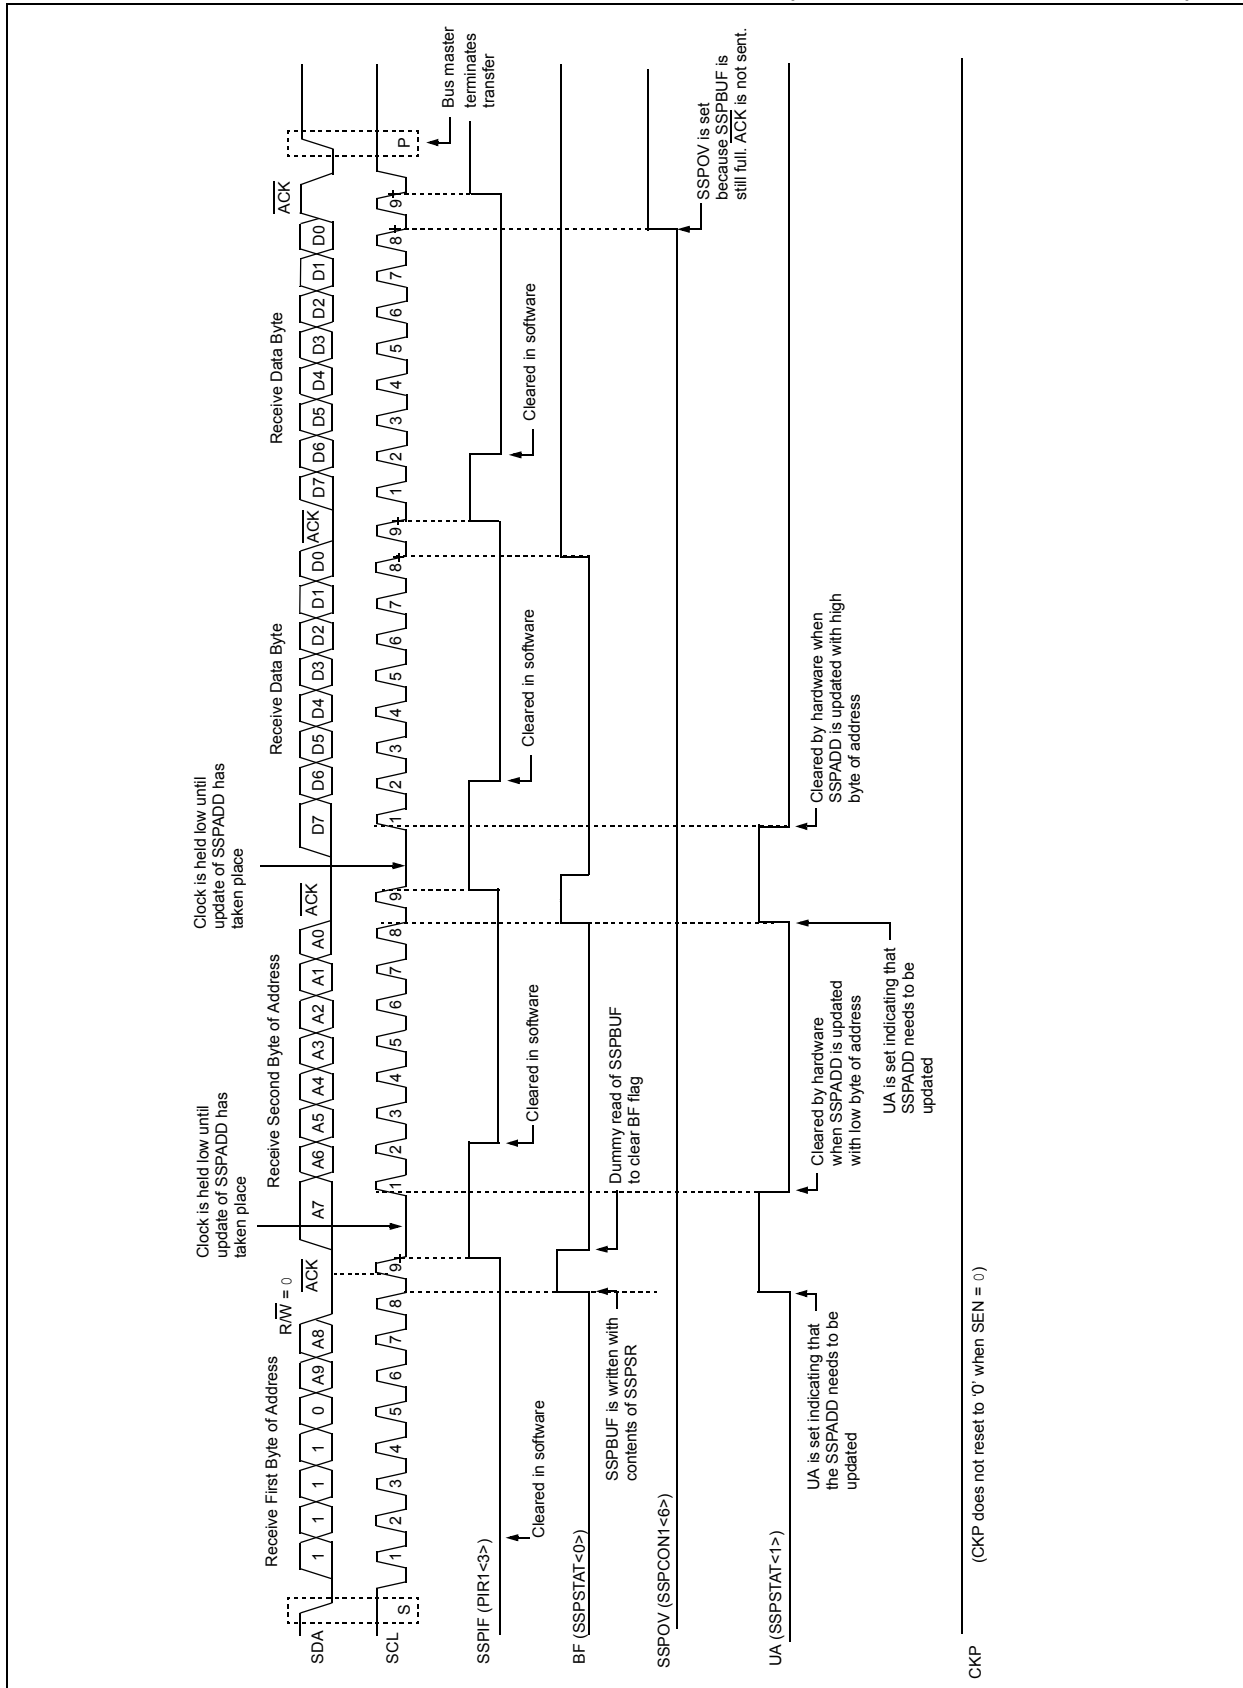 Receive First Byte of Address
R/W = 0
ACK
Clock is held low until
update of SSPADD has
taken place
Receive Second Byte of Address
ACK
Clock is held low until
update of SSPADD has
taken place
Receive Data Byte
ACK
Receive Data Byte
ACK
SDA
1 1 1 1 0 A9 A8
A7 A6 A5 A4 A3 A2 A1 A0
D7 D6 D5 D4 D3 D2 D1 D0
D7 D6 D5 D4 D3 D2 D1 D0
SCL
S
1 2 3 4 5 6 7 8 9
1 2 3 4 5 6 7 8 9
1 2 3 4 5 6 7 8 9
1 2 3 4 5 6 7 8 9
P
Bus master
terminates
transfer
SSPIF (PIR1<3>)
Cleared in software
Cleared in software
Cleared in software
Cleared in software
BF (SSPSTAT<0>)
SSPBUF is written with
contents of SSPSR
Dummy read of SSPBUF
to clear BF flag
SSPOV (SSPCON1<6>)
SSPOV is set
because SSPBUF is
still full. ACK is not sent.
UA (SSPSTAT<1>)
UA is set indicating that
the SSPADD needs to be
updated
Cleared by hardware
when SSPADD is updated
with low byte of address
UA is set indicating that
SSPADD needs to be
updated
Cleared by hardware when
SSPADD is updated with high
byte of address
CKP
(CKP does not reset to ‘0’ when SEN = 0)